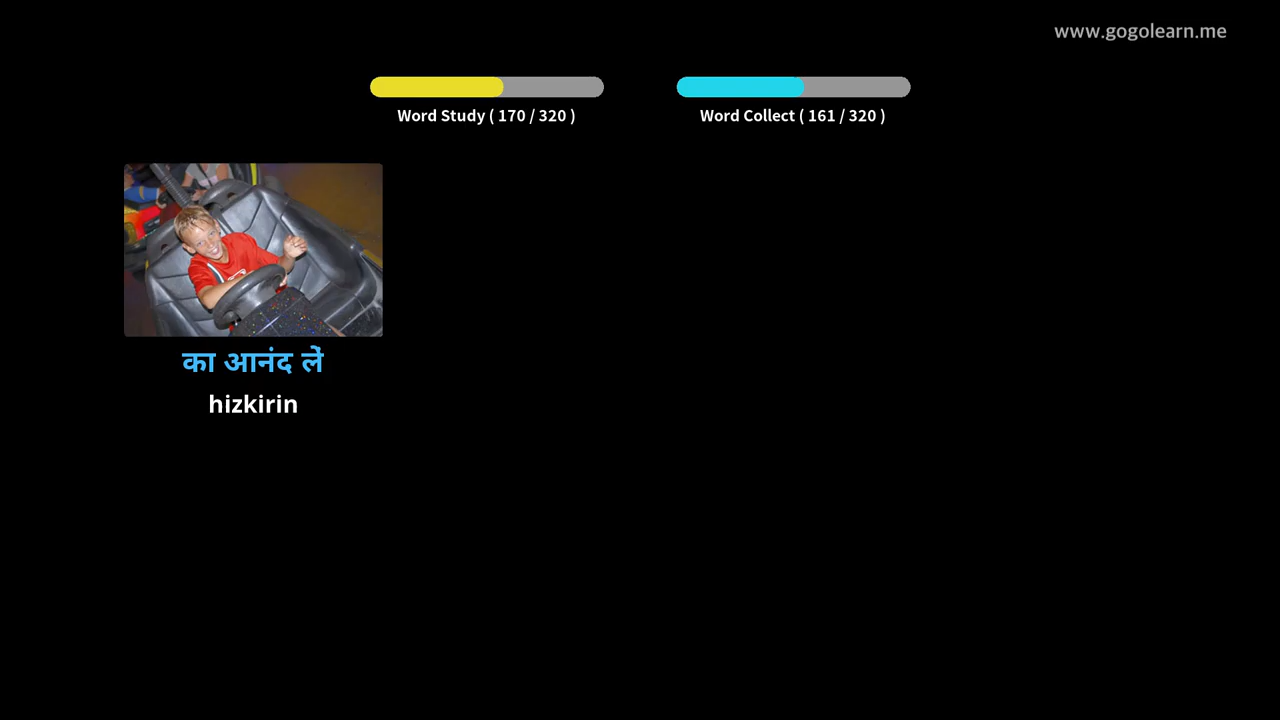 www.gogolearn.me
Word Study ( 170 / 320 )
Word Collect ( 161 / 320 )
का आनंद लें
hizkirin